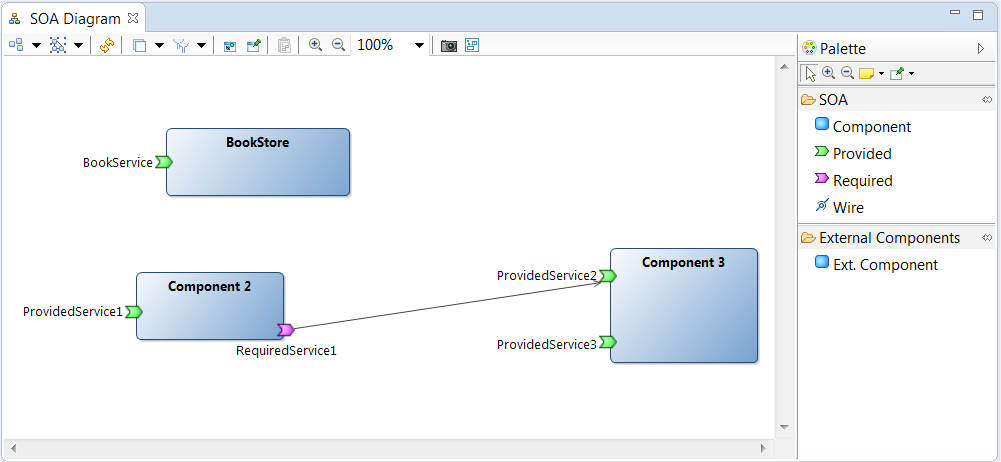 SOA Diagram
100%
BookStore
BookService
Component 2
ProvidedService1
RequiredService1
Component 3
ProvidedService2
ProvidedService3
Palette
SOA
Component
Provided
Required
Wire
External Components
Ext. Component